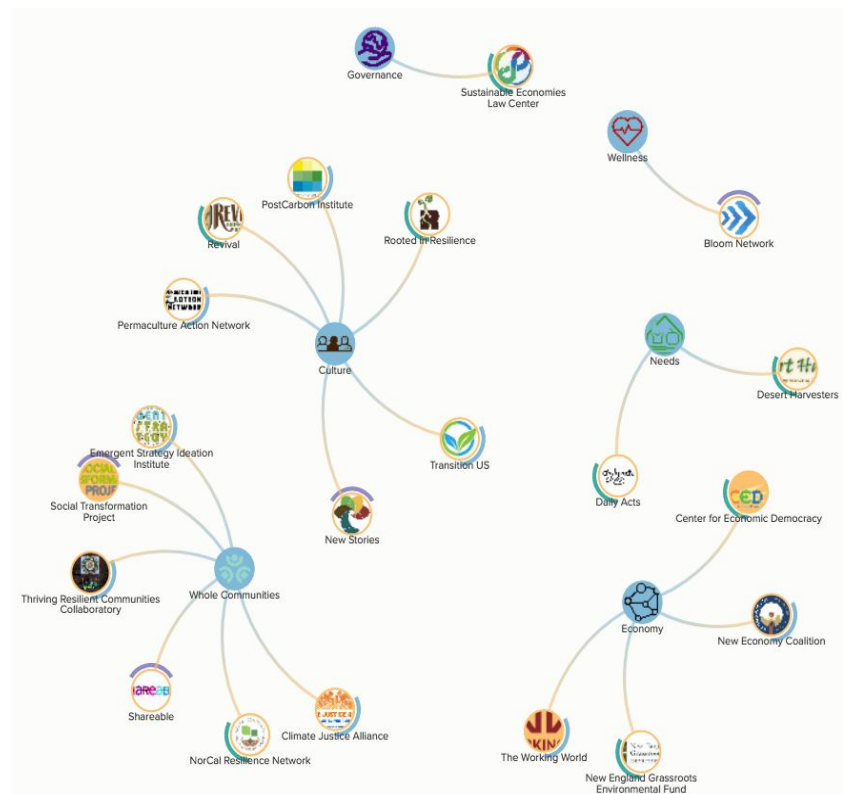 Governance
Sustainable Economies
Law Center
Wellness
Bloom Network
PostCarbon Institute
Revival
Rooted In Resilience
Permaculture Action Network
Culture
Needs
Desert Harvesters
Emergent Strategy Ideation
Institute
Transition US
Social Transformation
Project
Daily Acts
CED
Center for Economic Democracy
New Stories
Thriving Resilient Communities
Collaboratory
Whole Communities
Economy
New Economy Coalition
Shareable
Climate Justice Alliance
NorCal Resilience Network
The Working World
New England Grassroots
Environmental Fund